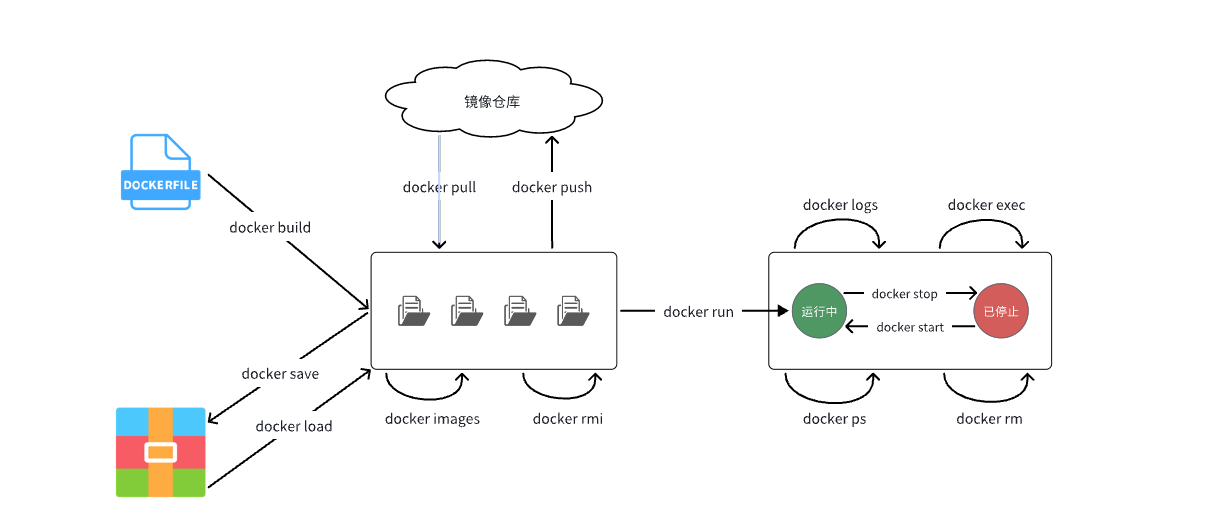 镜像仓库
DOCKERFILE
docker pull
docker push
docker build
docker logs
docker exec
运行中
docker stop
已停止
docker start
docker run
docker save
docker load
docker images
docker rmi
docker ps
docker rm